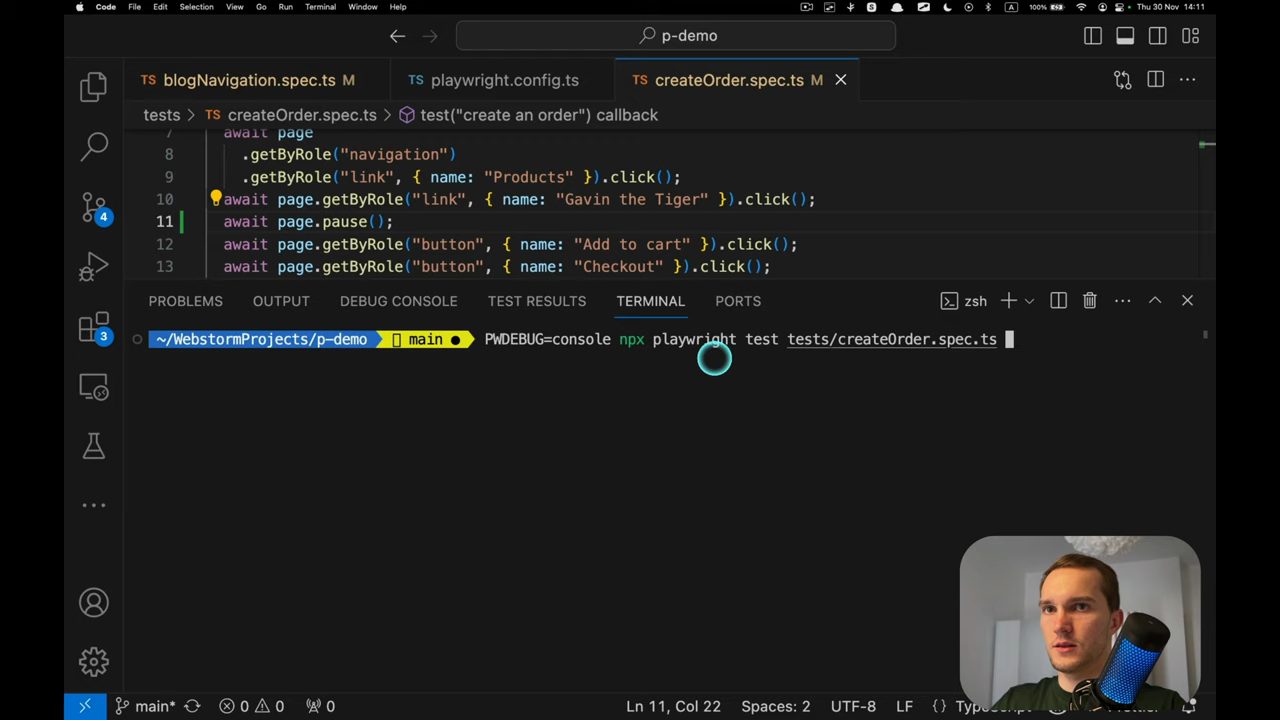 Code File Edit Selection View Go Run Terminal Window Help 100% Thu 30 Nov 14:11
p-demo
TS blogNavigation.spec.ts M TS playwright.config.ts TS createOrder.spec.ts M
tests > TS createOrder.spec.ts > test("create an order") callback
7 await page
8 .getByRole("navigation")
9 .getByRole("link", { name: "Products" }).click();
10 await page.getByRole("link", { name: "Gavin the Tiger" }).click();
11 await page.pause();
12 await page.getByRole("button", { name: "Add to cart" }).click();
13 await page.getByRole("button", { name: "Checkout" }).click();
4
3
PROBLEMS OUTPUT DEBUG CONSOLE TEST RESULTS TERMINAL PORTS zsh
~/WebstormProjects/p-demo main ● PWDEBUG=console npx playwright test tests/createOrder.spec.ts
main* 0 0 0 Ln 11, Col 22 Spaces: 2 UTF-8 LF {}